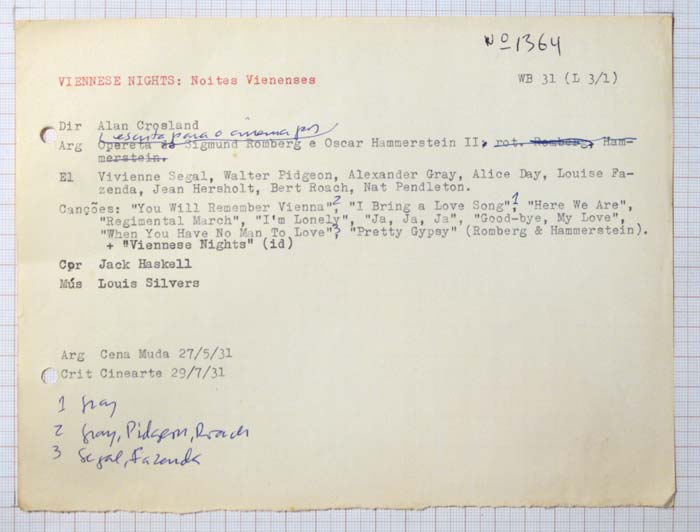 Nº 1364
VIENNESE NIGHTS: Noites Vienenses WB 31 (L 3/1)
Dir Alan Crosland
escrita para o cinema por
Arg Opereta de Sigmund Romberg e Oscar Hammerstein II; rot. Romberg, Ham-
merstein.
El Vivienne Segal, Walter Pidgeon, Alexander Gray, Alice Day, Louise Fa-
zenda, Jean Hersholt, Bert Roach, Nat Pendleton.
Canções: "You Will Remember Vienna"2 "I Bring a Love Song",1 "Here We Are",
"Regimental March", "I'm Lonely", "Ja, Ja, Ja", "Good-bye, My Love",
"When You Have No Man To Love",3 "Pretty Gypsy" (Romberg & Hammerstein).
+ "Viennese Nights" (id)
Cpr Jack Haskell
Mús Louis Silvers
Arg Cena Muda 27/5/31
Crit Cinearte 29/7/31
1 Gray
2 Gray, Pidgeon, Roach
3 Segal, Fazenda